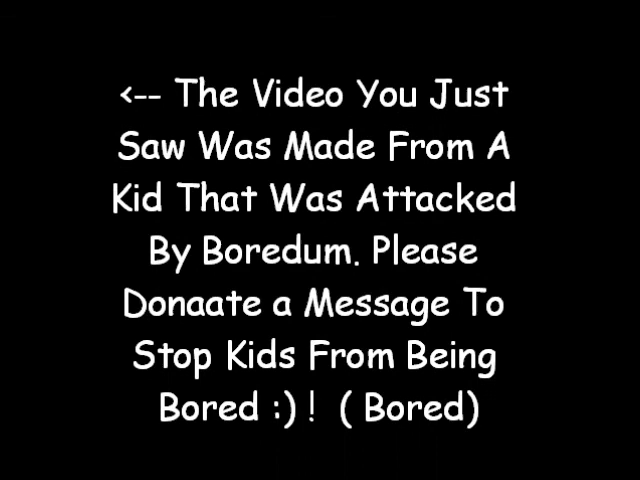 <-- The Video You Just
Saw Was Made From A
Kid That Was Attacked
By Boredum. Please
Donaate a Message To
Stop Kids From Being
Bored :) !  ( Bored)